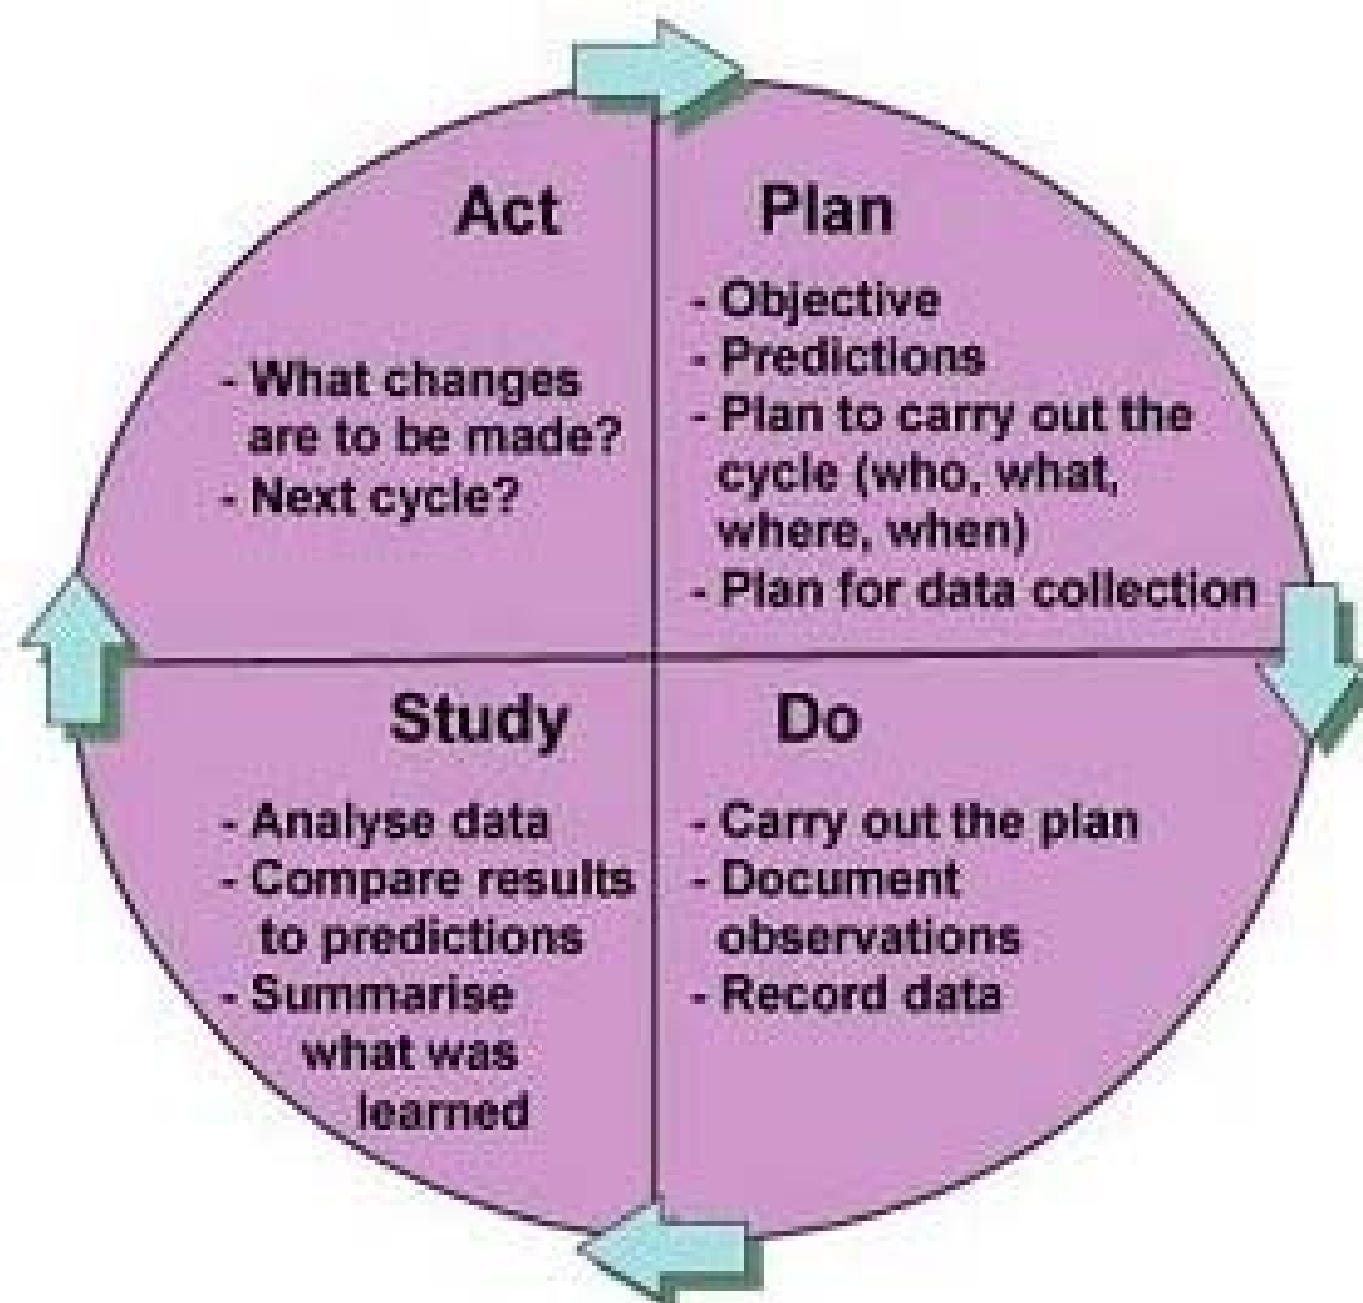 Act
- What changes
are to be made?
- Next cycle?
Plan
- Objective
- Predictions
- Plan to carry out the
cycle (who, what,
where, when)
- Plan for data collection
Study
- Analyse data
- Compare results
to predictions
- Summarise
what was
learned
Do
- Carry out the plan
- Document
observations
- Record data